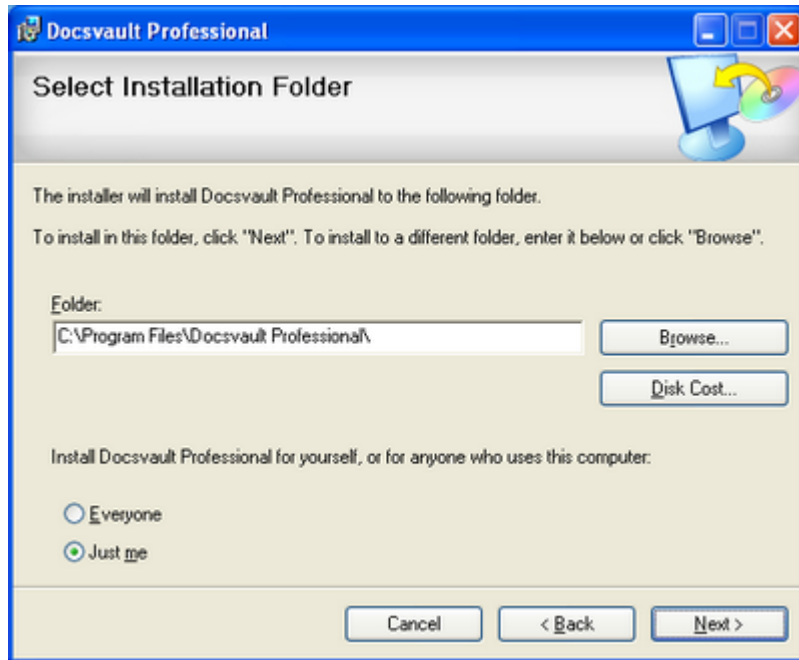 Docsvault Professional
Select Installation Folder
The installer will install Docsvault Professional to the following folder.
To install in this folder, click "Next". To install to a different folder, enter it below or click "Browse".
Folder:
C:\Program Files\Docsvault Professional\
Browse...
Disk Cost...
Install Docsvault Professional for yourself, or for anyone who uses this computer:
Everyone
Just me
Cancel
< Back
Next >